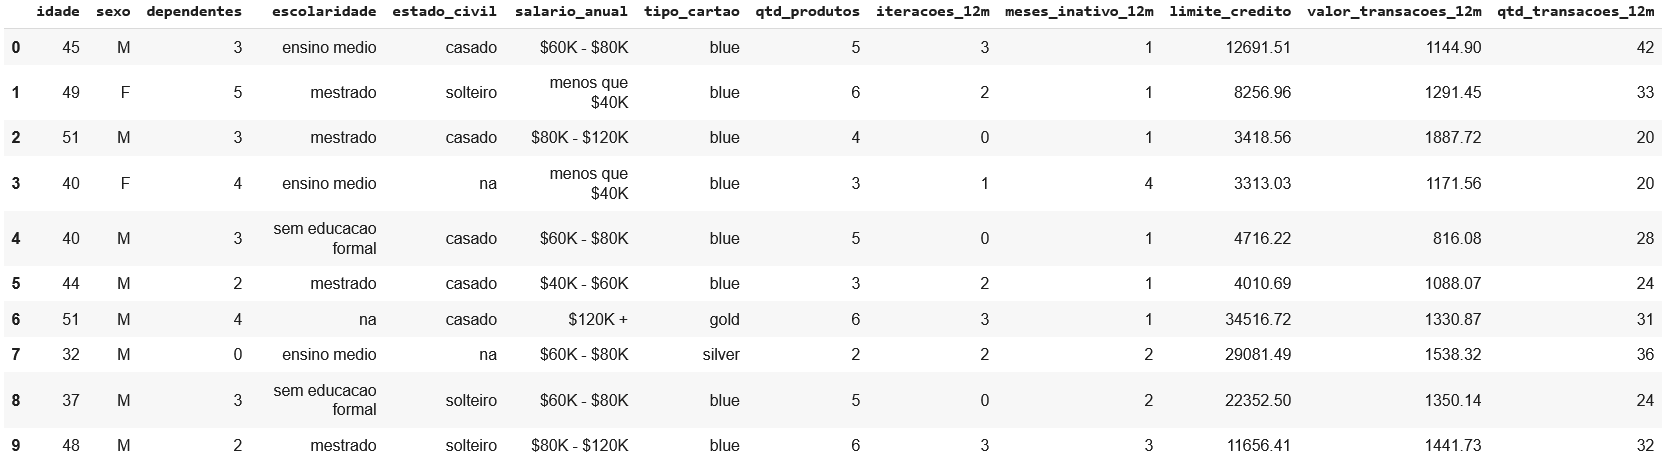 idade sexo dependentes escolaridade estado_civil salario_anual tipo_cartao qtd_produtos iteracoes_12m meses_inativo_12m limite_credito valor_transacoes_12m qtd_transacoes_12m
0 45 M 3 ensino medio casado $60K - $80K blue 5 3 1 12691.51 1144.90 42
1 49 F 5 mestrado solteiro menos que $40K blue 6 2 1 8256.96 1291.45 33
2 51 M 3 mestrado casado $80K - $120K blue 4 0 1 3418.56 1887.72 20
3 40 F 4 ensino medio na menos que $40K blue 3 1 4 3313.03 1171.56 20
4 40 M 3 sem educacao formal casado $60K - $80K blue 5 0 1 4716.22 816.08 28
5 44 M 2 mestrado casado $40K - $60K blue 3 2 1 4010.69 1088.07 24
6 51 M 4 na casado $120K + gold 6 3 1 34516.72 1330.87 31
7 32 M 0 ensino medio na $60K - $80K silver 2 2 2 29081.49 1538.32 36
8 37 M 3 sem educacao formal solteiro $60K - $80K blue 5 0 2 22352.50 1350.14 24
9 48 M 2 mestrado solteiro $80K - $120K blue 6 3 3 11656.41 1441.73 32